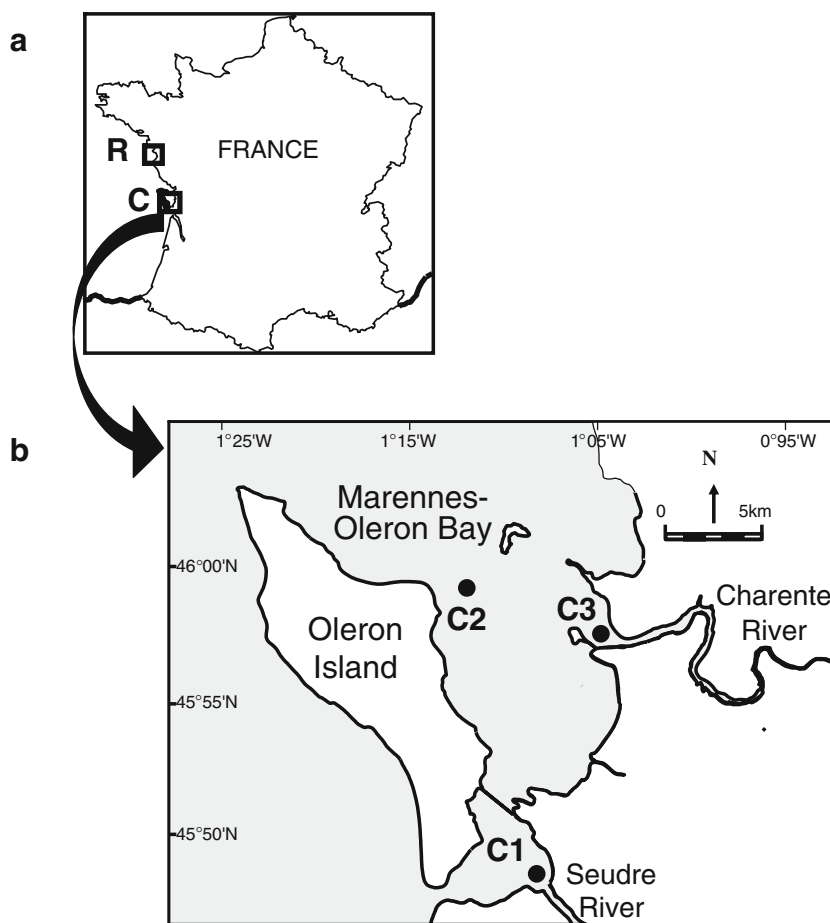 a
R
FRANCE
C
b
1°25'W 1°15'W 1°05'W 0°95'W
N
0 5km
Marennes-
Oleron Bay
46°00'N
C2
C3
Charente
River
Oleron
Island
45°55'N
45°50'N
C1
Seudre
River